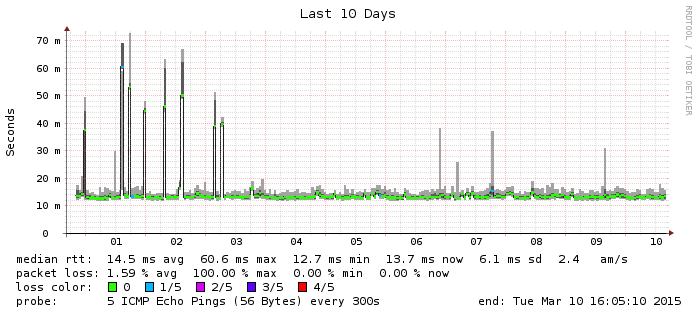 Last 10 Days
RRDTOOL / TOBI OETIKER
Seconds
70 m
60 m
50 m
40 m
30 m
20 m
10 m
0
01 02 03 04 05 06 07 08 09 10
median rtt: 14.5 ms avg 60.6 ms max 12.7 ms min 13.7 ms now 6.1 ms sd 2.4 am/s
packet loss: 1.59 % avg 100.00 % max 0.00 % min 0.00 % now
loss color: 0 1/5 2/5 3/5 4/5
probe: 5 ICMP Echo Pings (56 Bytes) every 300s end: Tue Mar 10 16:05:10 2015